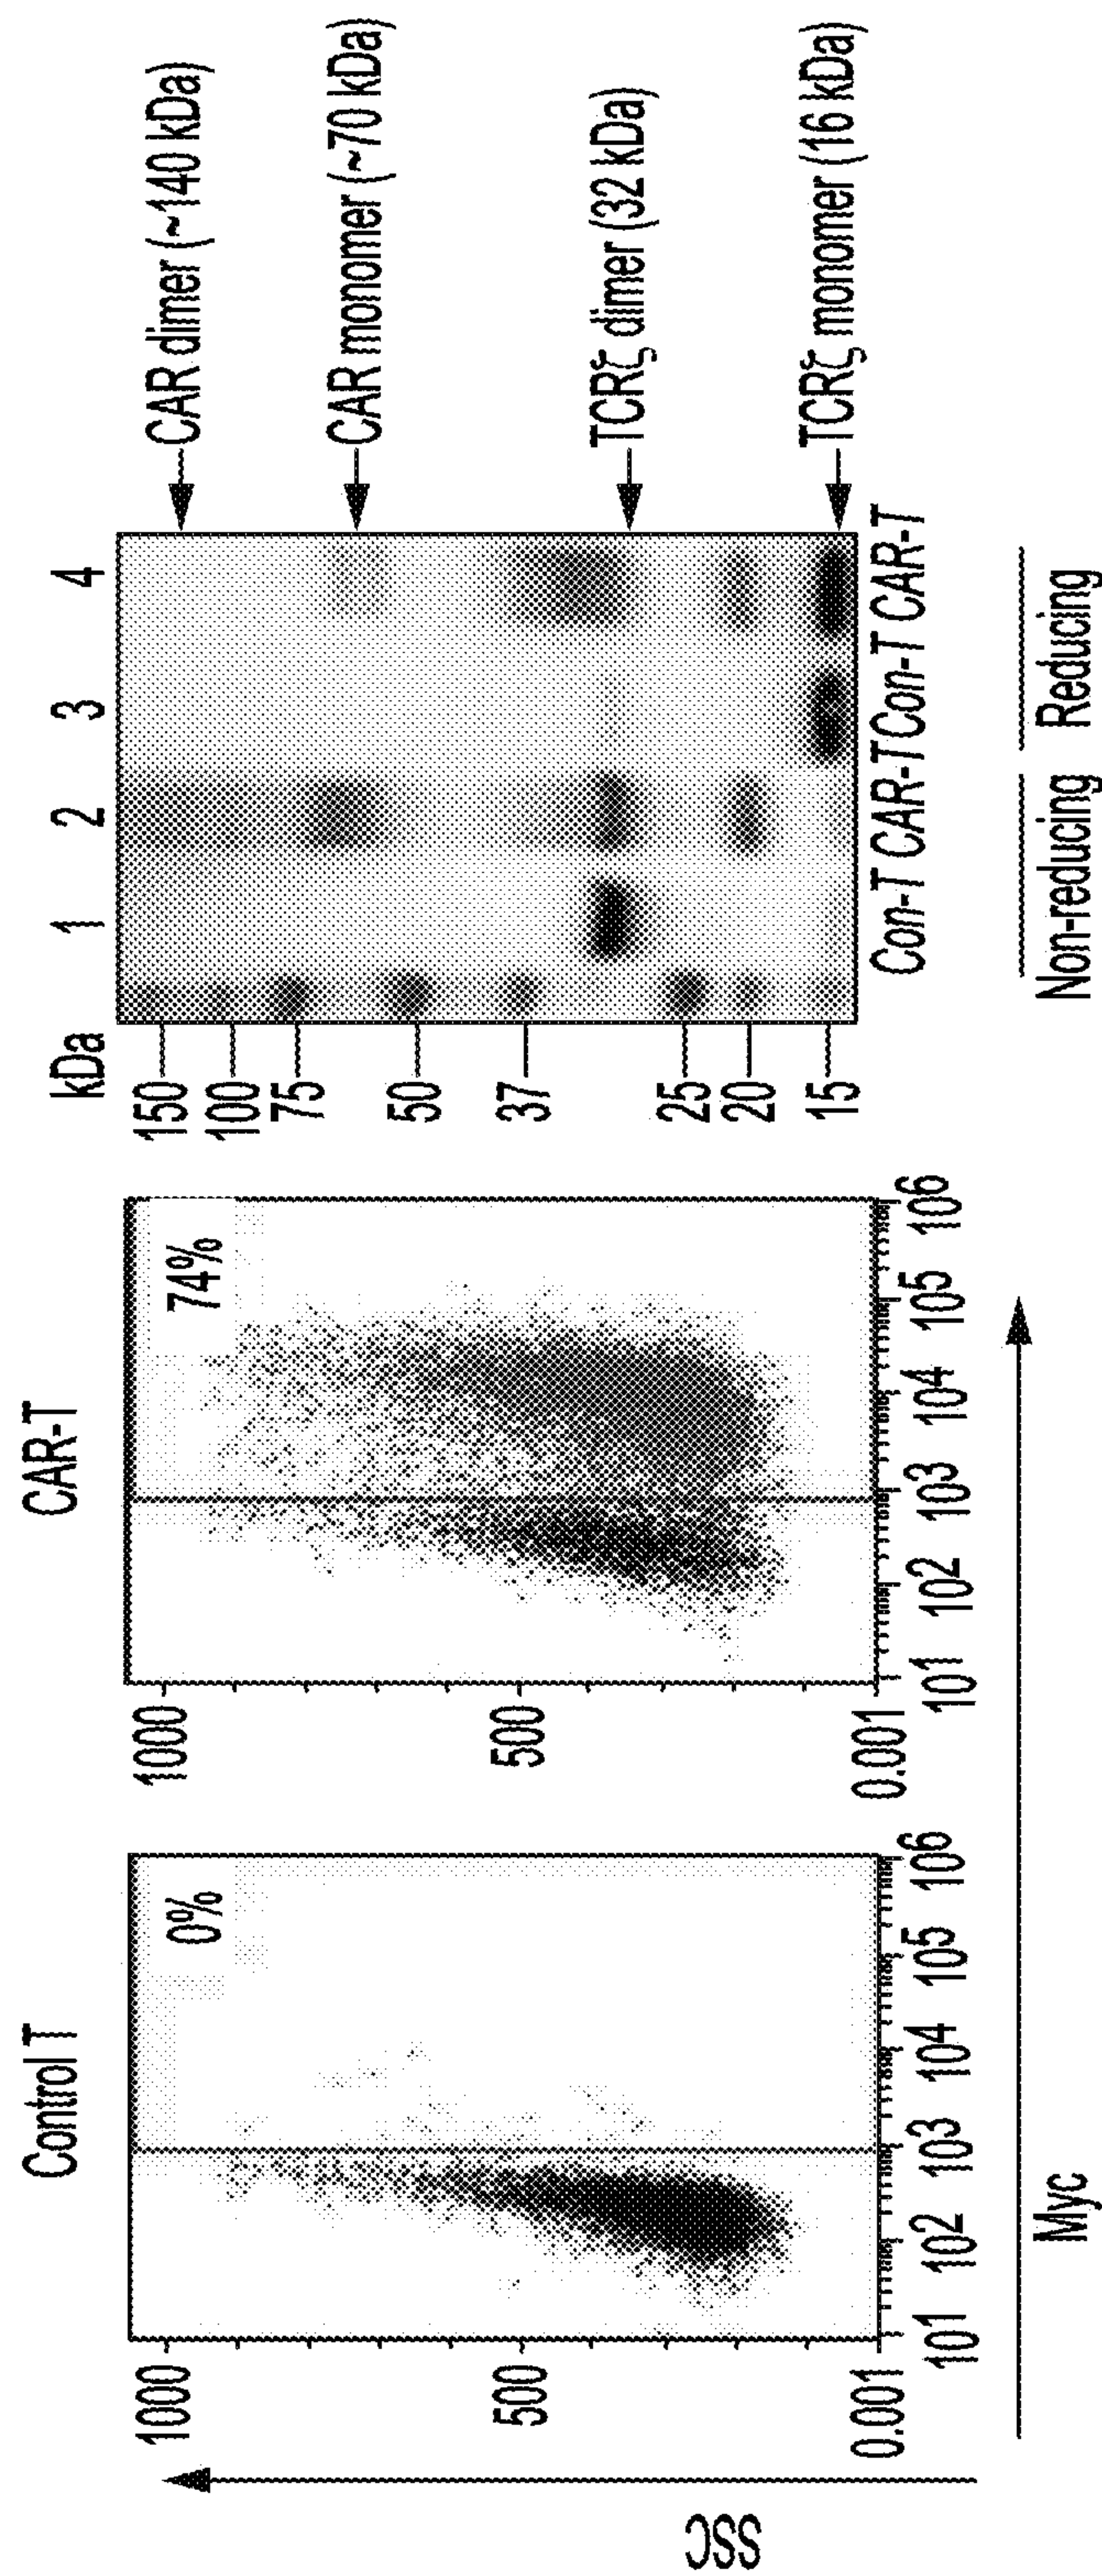 Control T
SSC
1000
500
0.001
0%
10¹ 10² 10³ 10⁴ 10⁵ 10⁶
CAR-T
1000
500
0.001
74%
10¹ 10² 10³ 10⁴ 10⁵ 10⁶
Myc
kDa 1 2 3 4
150
100
75
50
37
25
20
15
CAR dimer (~140 kDa)
CAR monomer (~70 kDa)
TCRζ dimer (32 kDa)
TCRζ monomer (16 kDa)
Con-T CAR-T Con-T CAR-T
Non-reducing Reducing